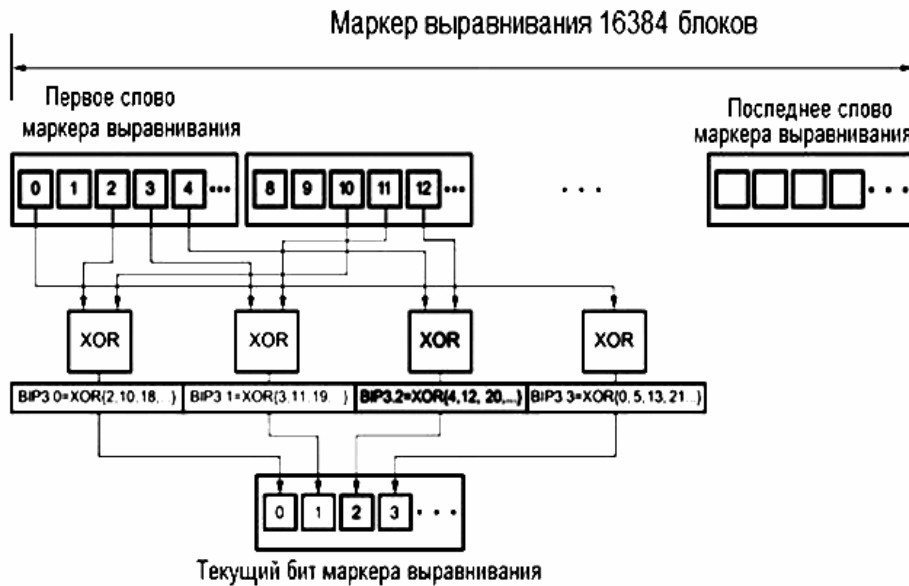 Маркер выравнивания 16384 блоков
Первое слово
маркера выравнивания
Последнее слово
маркера выравнивания
0 1 2 3 4 ...
8 9 10 11 12 ...
. . .
. . .
XOR XOR XOR XOR
BIP3.0=XOR{2,10,18,...} BIP3.1=XOR{3,11,19...} BIP3.2=XOR{4,12, 20,...} BIP3.3=XOR{0, 5, 13, 21...}
0 1 2 3 . . .
Текущий бит маркера выравнивания